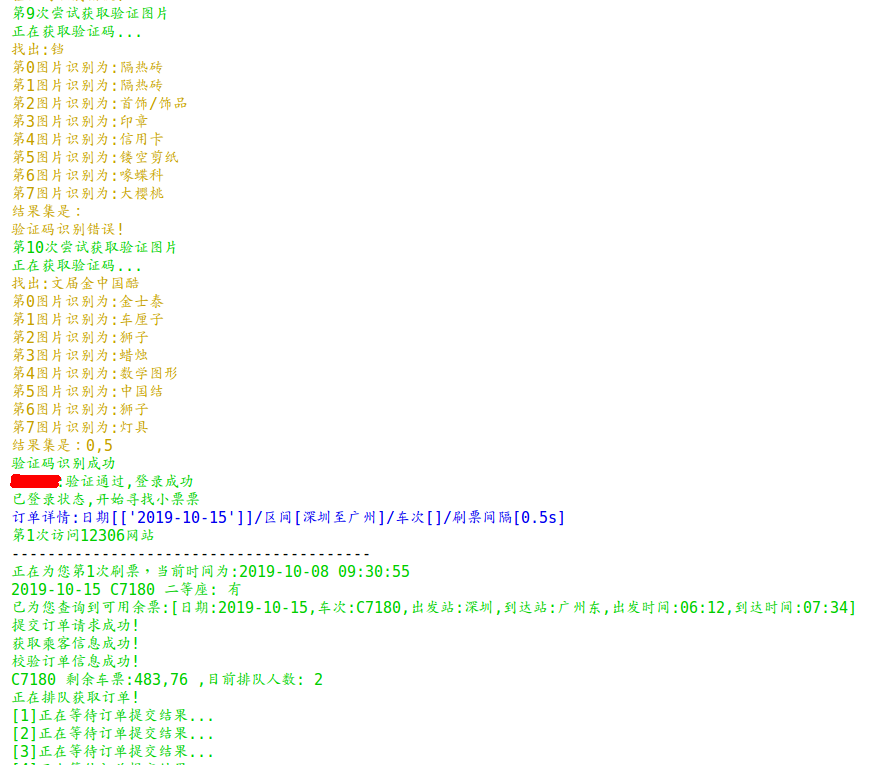 第9次尝试获取验证图片
正在获取验证码...
找出:铛
第0图片识别为:隔热砖
第1图片识别为:隔热砖
第2图片识别为:首饰/饰品
第3图片识别为:印章
第4图片识别为:信用卡
第5图片识别为:镂空剪纸
第6图片识别为:喙蝶科
第7图片识别为:大樱桃
结果集是：
验证码识别错误!
第10次尝试获取验证图片
正在获取验证码...
找出:文届金中国酷
第0图片识别为:金士泰
第1图片识别为:车厘子
第2图片识别为:狮子
第3图片识别为:蜡烛
第4图片识别为:数学图形
第5图片识别为:中国结
第6图片识别为:狮子
第7图片识别为:灯具
结果集是：0,5
验证码识别成功
:验证通过,登录成功
已登录状态,开始寻找小票票
订单详情:日期[['2019-10-15']]/区间[深圳至广州]/车次[]/刷票间隔[0.5s]
第1次访问12306网站
----------------------------------------
正在为您第1次刷票，当前时间为:2019-10-08 09:30:55
2019-10-15 C7180 二等座: 有
已为您查询到可用余票:[日期:2019-10-15,车次:C7180,出发站:深圳,到达站:广州东,出发时间:06:12,到达时间:07:34]
提交订单请求成功!
获取乘客信息成功!
校验订单信息成功!
C7180 剩余车票:483,76 ,目前排队人数: 2
正在排队获取订单!
[1]正在等待订单提交结果...
[2]正在等待订单提交结果...
[3]正在等待订单提交结果...